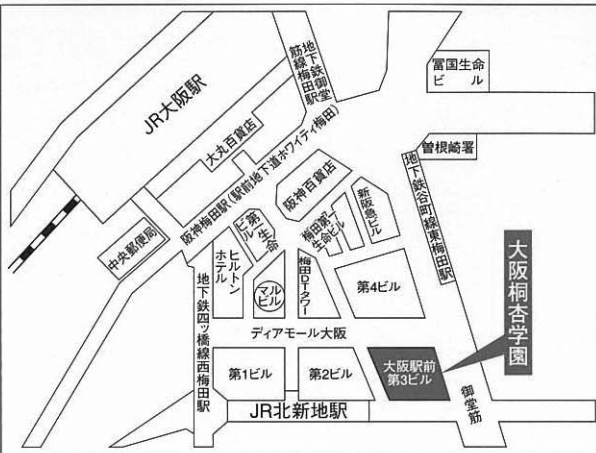 地下鉄御堂
筋線梅田駅
富国生命
ビル
JR大阪駅
大丸百貨店
曽根崎署
阪神梅田駅(駅前地下道ホワイティ梅田)
阪神百貨店
地下鉄谷町線東梅田駅
新阪急ビル
梅田第一
生命ビル
第一生命
ビル
中央郵便局
ヒルトン
ホテル
マル
ビル
梅田DTタワー
第4ビル
大阪桐杏学園
地下鉄四ッ橋線西梅田駅
ディアモール大阪
第1ビル
第2ビル
大阪駅前
第3ビル
御堂筋
JR北新地駅